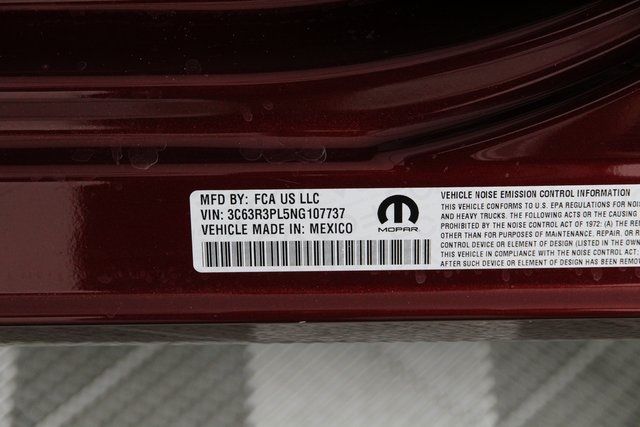 MFD BY: FCA US LLC
VIN: 3C63R3PL5NG107737
VEHICLE MADE IN: MEXICO
MOPAR
VEHICLE NOISE EMISSION CONTROL INFORMATION
THIS VEHICLE CONFORMS TO U.S. EPA REGULATIONS FOR
AND HEAVY TRUCKS. THE FOLLOWING ACTS OR THE CAUSING
PROHIBITED BY THE NOISE CONTROL ACT OF 1972: (A) THE
OTHER THAN FOR PURPOSES OF MAINTENANCE, REPAIR, OR
CONTROL DEVICE OR ELEMENT OF DESIGN (LISTED IN THE
THIS VEHICLE IN COMPLIANCE WITH THE NOISE CONTROL ACT;
AFTER SUCH DEVICE OR ELEMENT OF DESIGN HAS BEEN